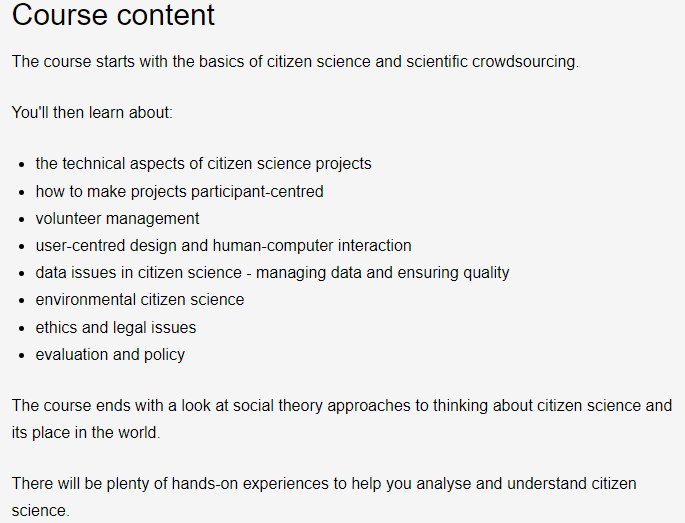 Course content
The course starts with the basics of citizen science and scientific crowdsourcing.
You'll then learn about:
• the technical aspects of citizen science projects
• how to make projects participant-centred
• volunteer management
• user-centred design and human-computer interaction
• data issues in citizen science - managing data and ensuring quality
• environmental citizen science
• ethics and legal issues
• evaluation and policy
The course ends with a look at social theory approaches to thinking about citizen science and
its place in the world.
There will be plenty of hands-on experiences to help you analyse and understand citizen
science.